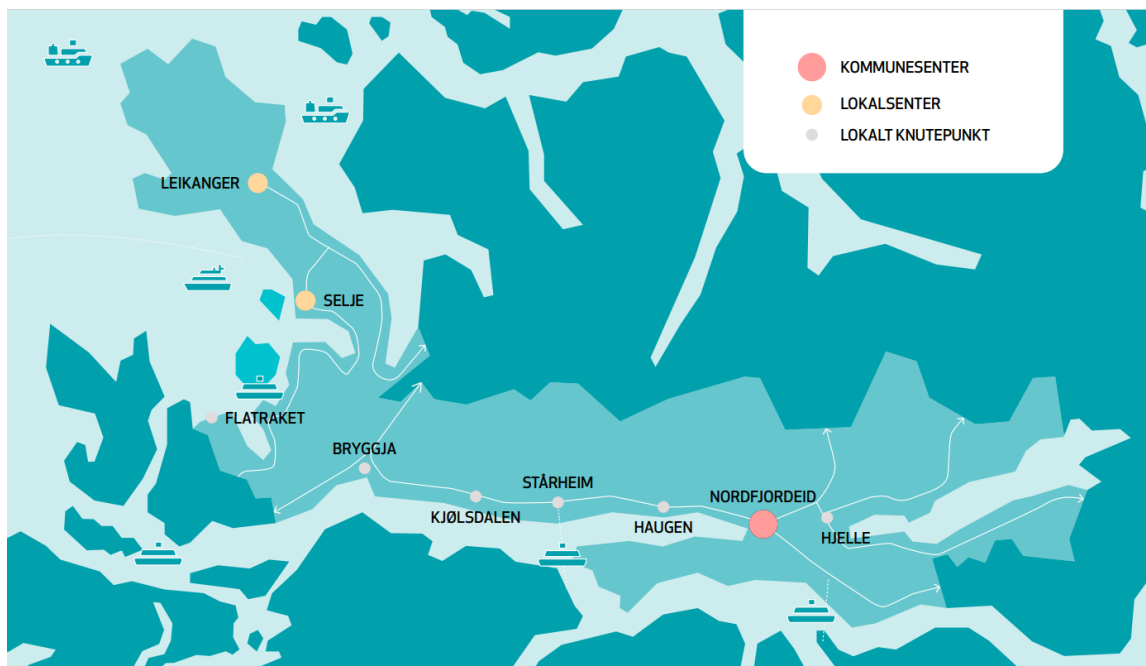 KOMMUNESENTER
LOKALSENTER
LOKALT KNUTEPUNKT
LEIKANGER
SELJE
FLATRAKET
BRYGGJA
STÅRHEIM
KJØLSDALEN
NORDFJORDEID
HAUGEN
HJELLE